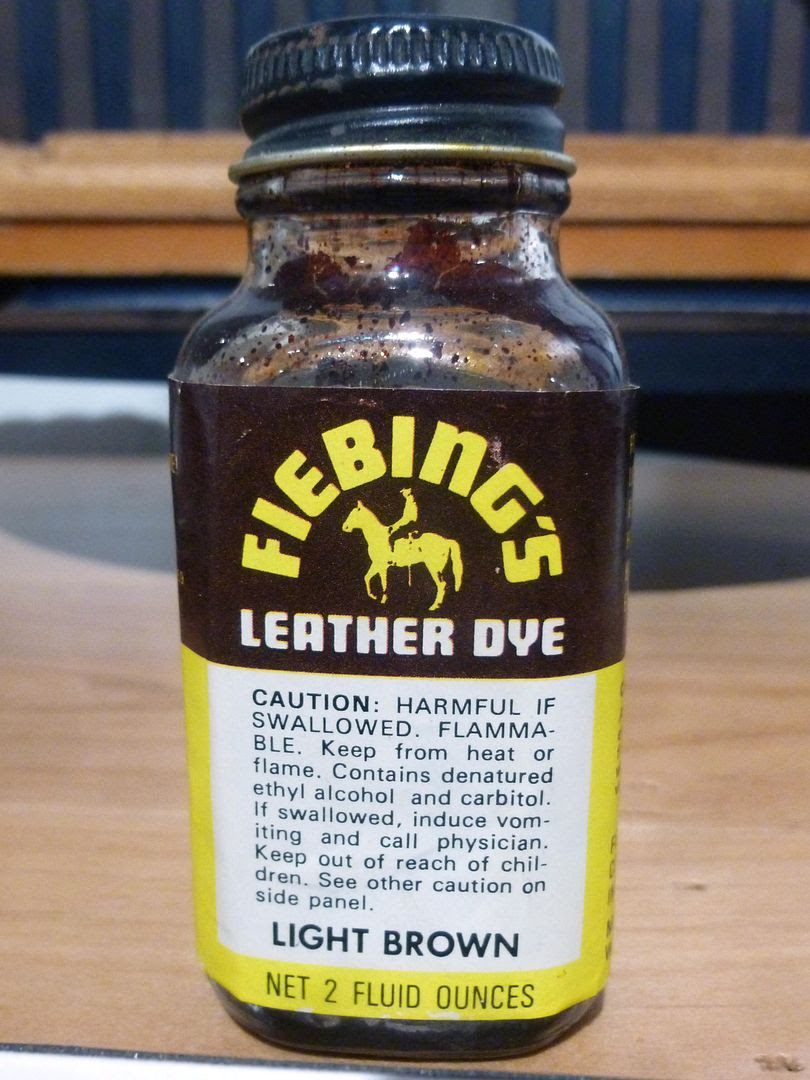 FIEBING'S
LEATHER DYE
CAUTION: HARMFUL IF
SWALLOWED. FLAMMA-
BLE. Keep from heat or
flame. Contains denatured
ethyl alcohol and carbitol.
If swallowed, induce vom-
iting and call physician.
Keep out of reach of chil-
dren. See other caution on
side panel.
LIGHT BROWN
NET 2 FLUID OUNCES